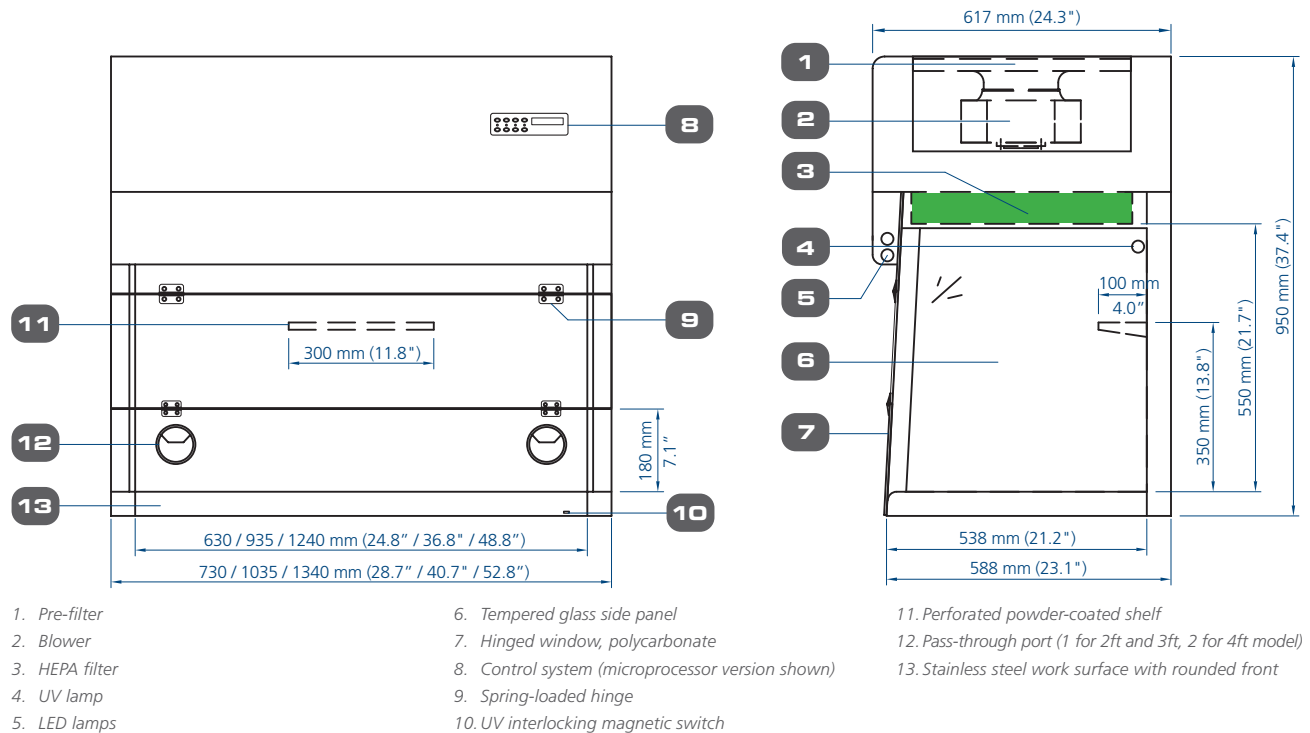 617 mm (24.3")
1
8
2
3
4
5
100 mm
4.0”
11
300 mm (11.8")
9
6
950 mm (37.4")
550 mm (21.7")
350 mm (13.8")
12
180 mm
7.1”
7
13
10
630 / 935 / 1240 mm (24.8” / 36.8" / 48.8”)
538 mm (21.2")
730 / 1035 / 1340 mm (28.7” / 40.7" / 52.8”)
588 mm (23.1")
1. Pre-filter
2. Blower
3. HEPA filter
4. UV lamp
5. LED lamps
6. Tempered glass side panel
7. Hinged window, polycarbonate
8. Control system (microprocessor version shown)
9. Spring-loaded hinge
10. UV interlocking magnetic switch
11. Perforated powder-coated shelf
12. Pass-through port (1 for 2ft and 3ft, 2 for 4ft model)
13. Stainless steel work surface with rounded front